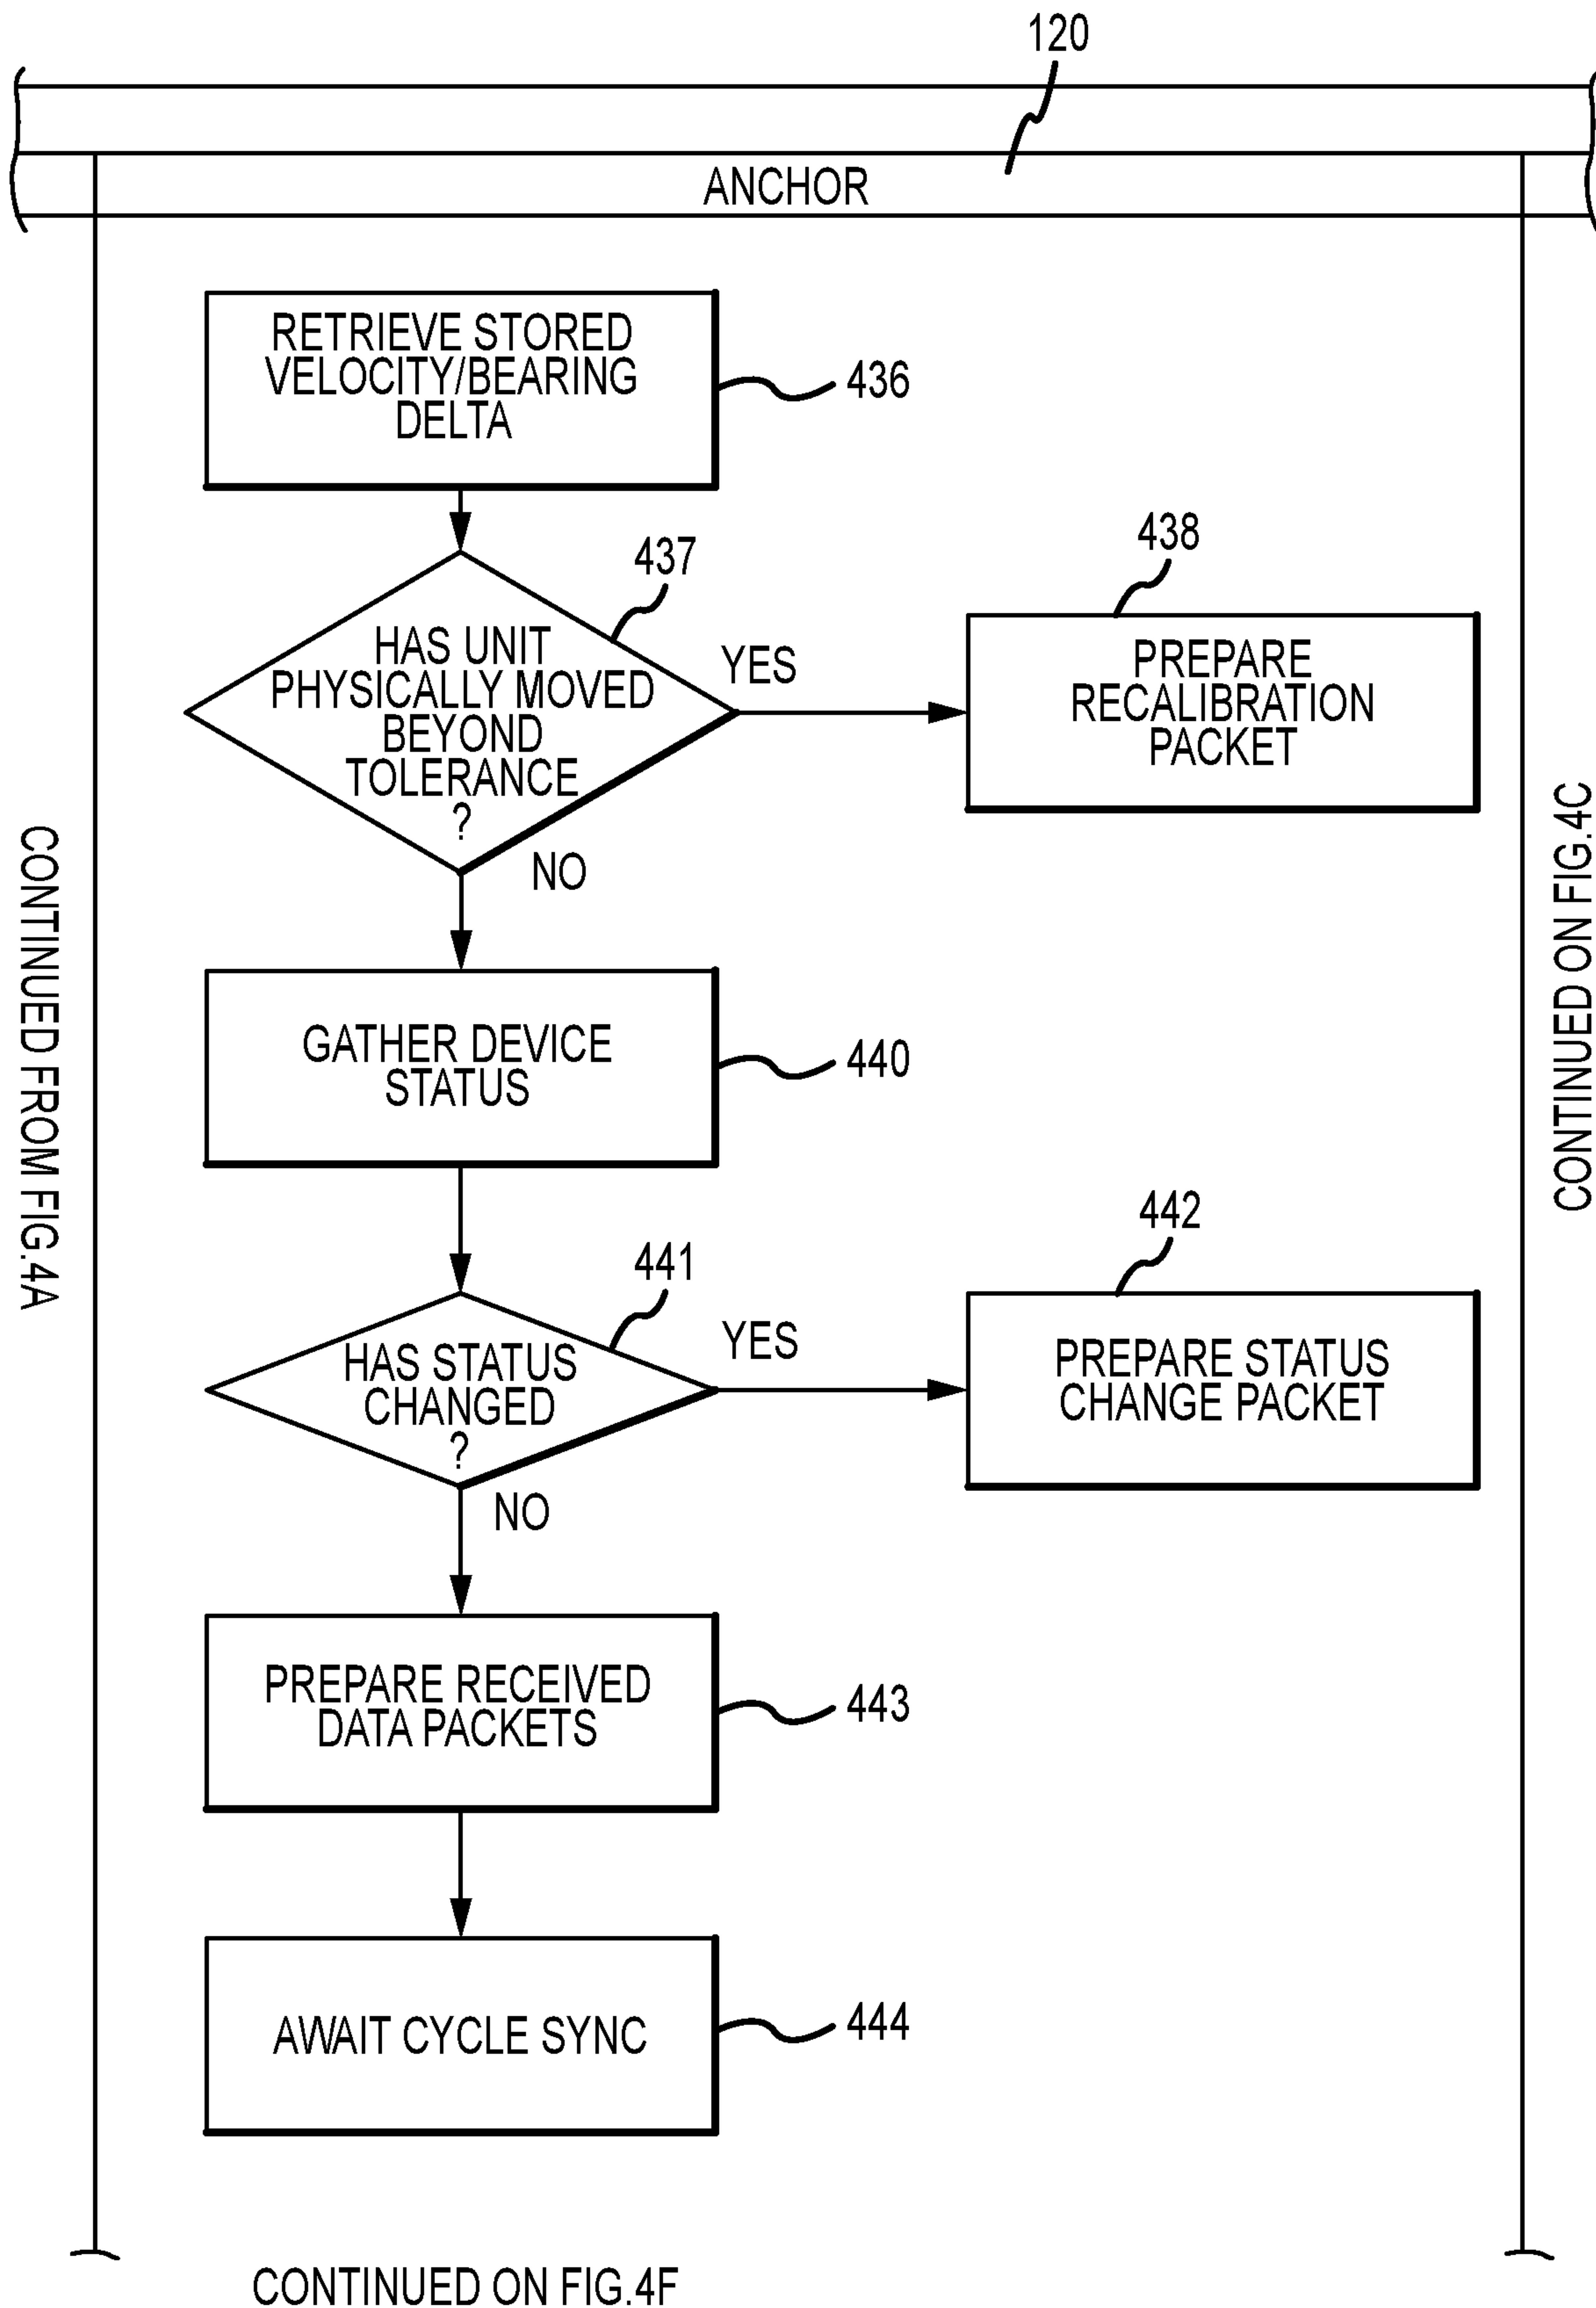 120
ANCHOR
RETRIEVE STORED
VELOCITY/BEARING
DELTA
436
437
HAS UNIT
PHYSICALLY MOVED
BEYOND
TOLERANCE
?
YES
NO
438
PREPARE
RECALIBRATION
PACKET
GATHER DEVICE
STATUS
440
441
HAS STATUS
CHANGED
?
YES
NO
442
PREPARE STATUS
CHANGE PACKET
PREPARE RECEIVED
DATA PACKETS
443
AWAIT CYCLE SYNC
444
CONTINUED FROM FIG.4A
CONTINUED ON FIG.4C
CONTINUED ON FIG.4F